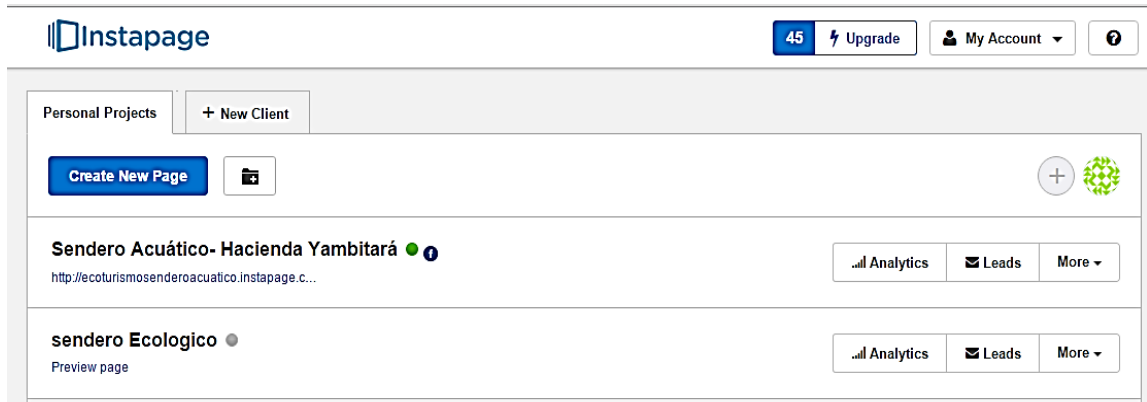 Instapage
45 Upgrade My Account
Personal Projects + New Client
Create New Page
Sendero Acuático- Hacienda Yambitará
http://ecoturismosenderoacuatico.instapage.c...
Analytics Leads More
sendero Ecologico
Preview page
Analytics Leads More